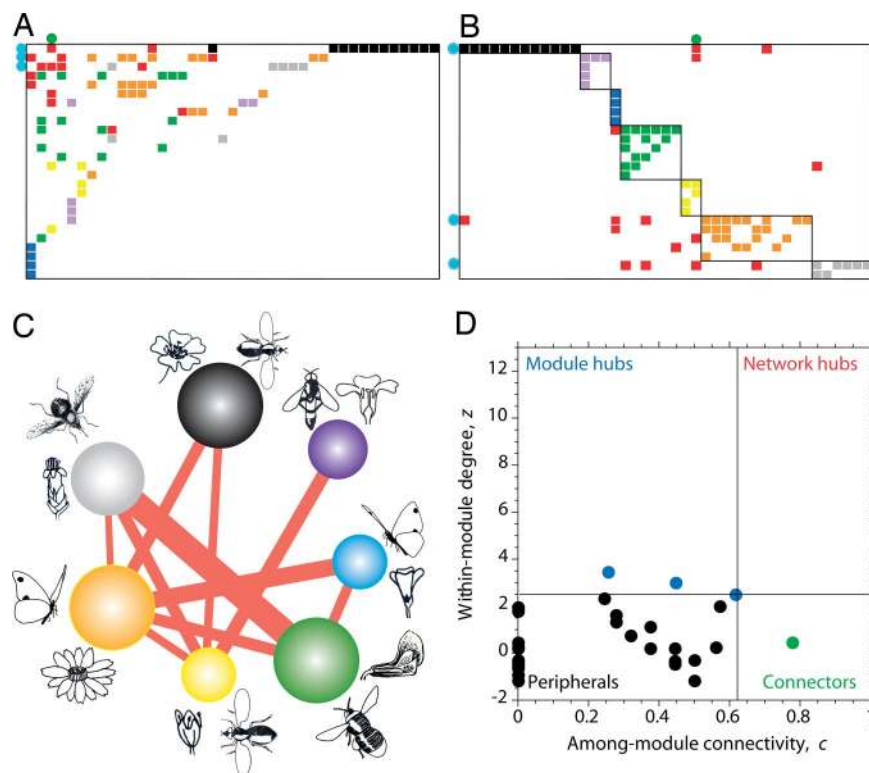 A
B
C
D
Module hubs
Network hubs
Peripherals
Connectors
Within-module degree, z
12
10
8
6
4
2
0
-2
0
0.2
0.4
0.6
0.8
Among-module connectivity, c